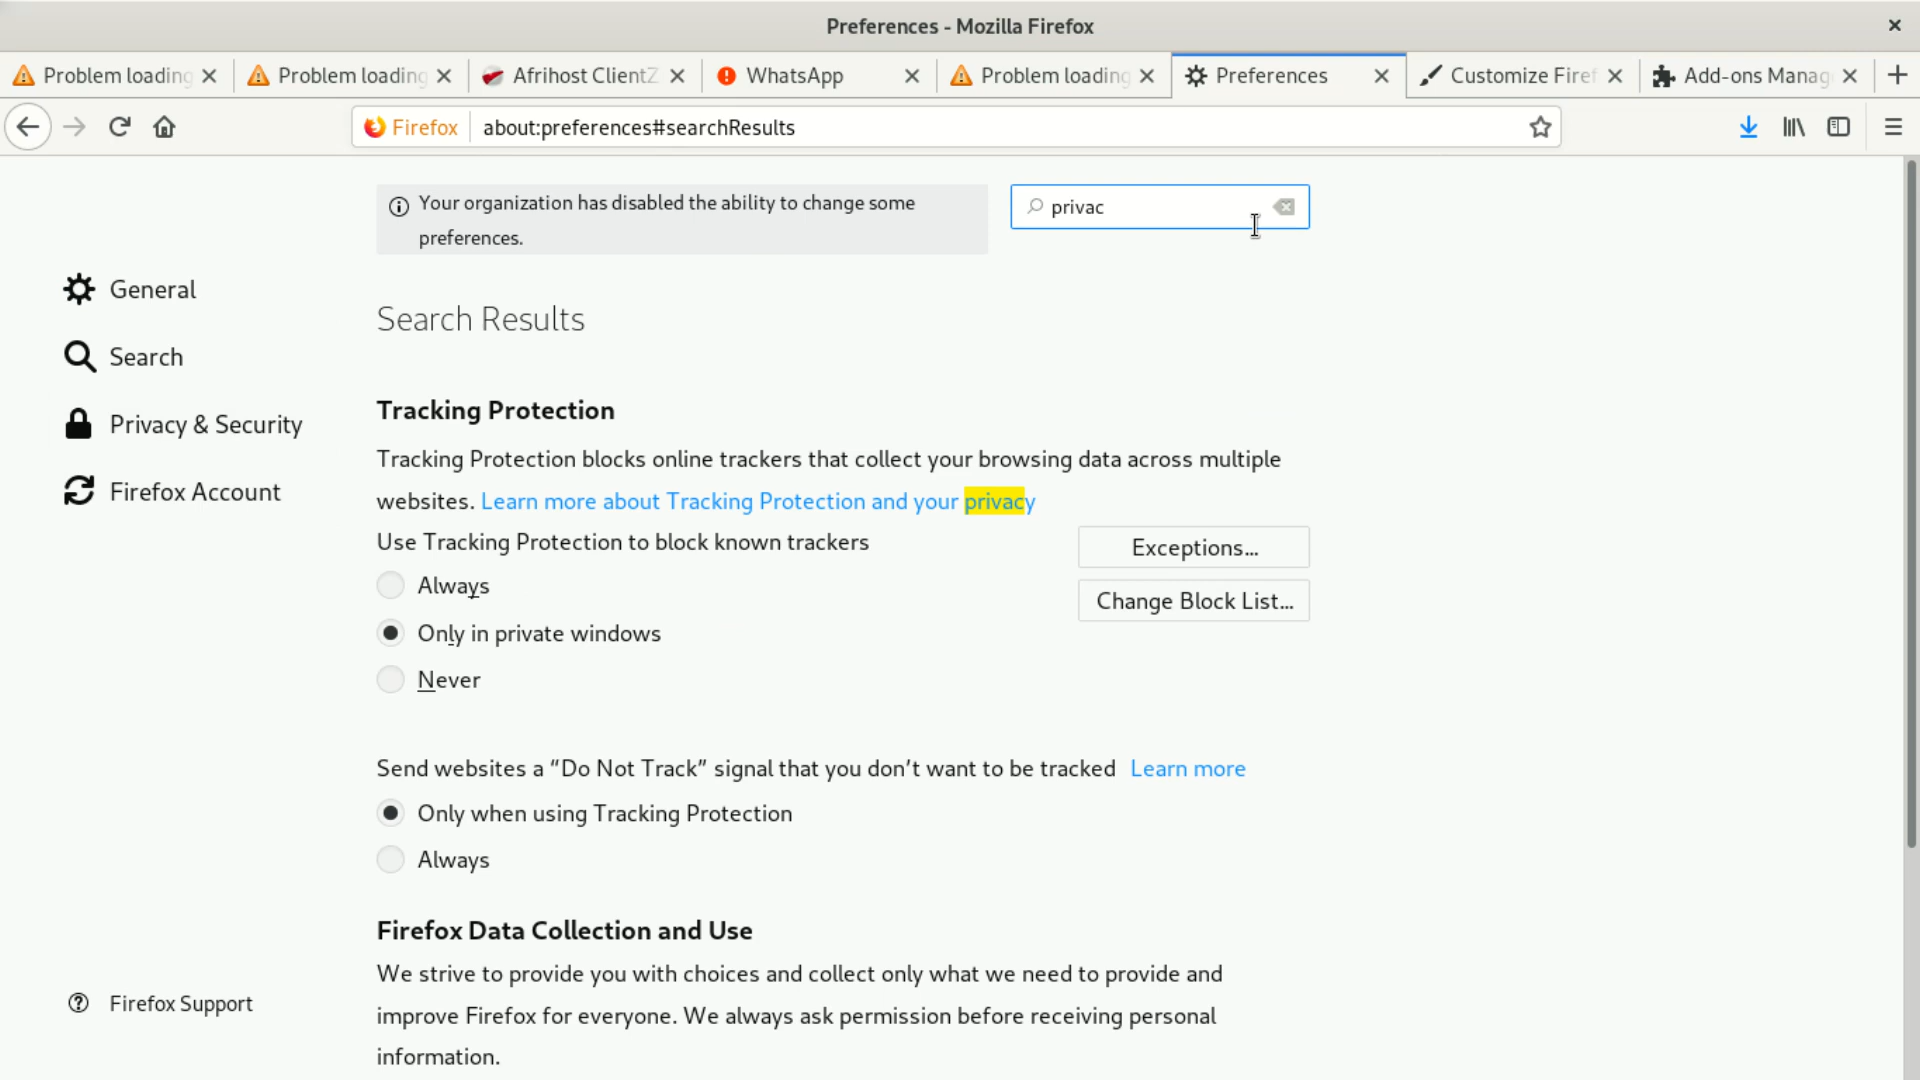 Preferences - Mozilla Firefox
Problem loading
Problem loading
Afrihost ClientZ
WhatsApp
Problem loading
Preferences
Customize Firef
Add-ons Manag
Firefox
about:preferences#searchResults
Your organization has disabled the ability to change some
preferences.
privac
General
Search
Privacy & Security
Firefox Account
Firefox Support
Search Results
Tracking Protection
Tracking Protection blocks online trackers that collect your browsing data across multiple
websites. Learn more about Tracking Protection and your privacy
Use Tracking Protection to block known trackers
Exceptions...
Always
Change Block List...
Only in private windows
Never
Send websites a “Do Not Track” signal that you don’t want to be tracked Learn more
Only when using Tracking Protection
Always
Firefox Data Collection and Use
We strive to provide you with choices and collect only what we need to provide and
improve Firefox for everyone. We always ask permission before receiving personal
information.